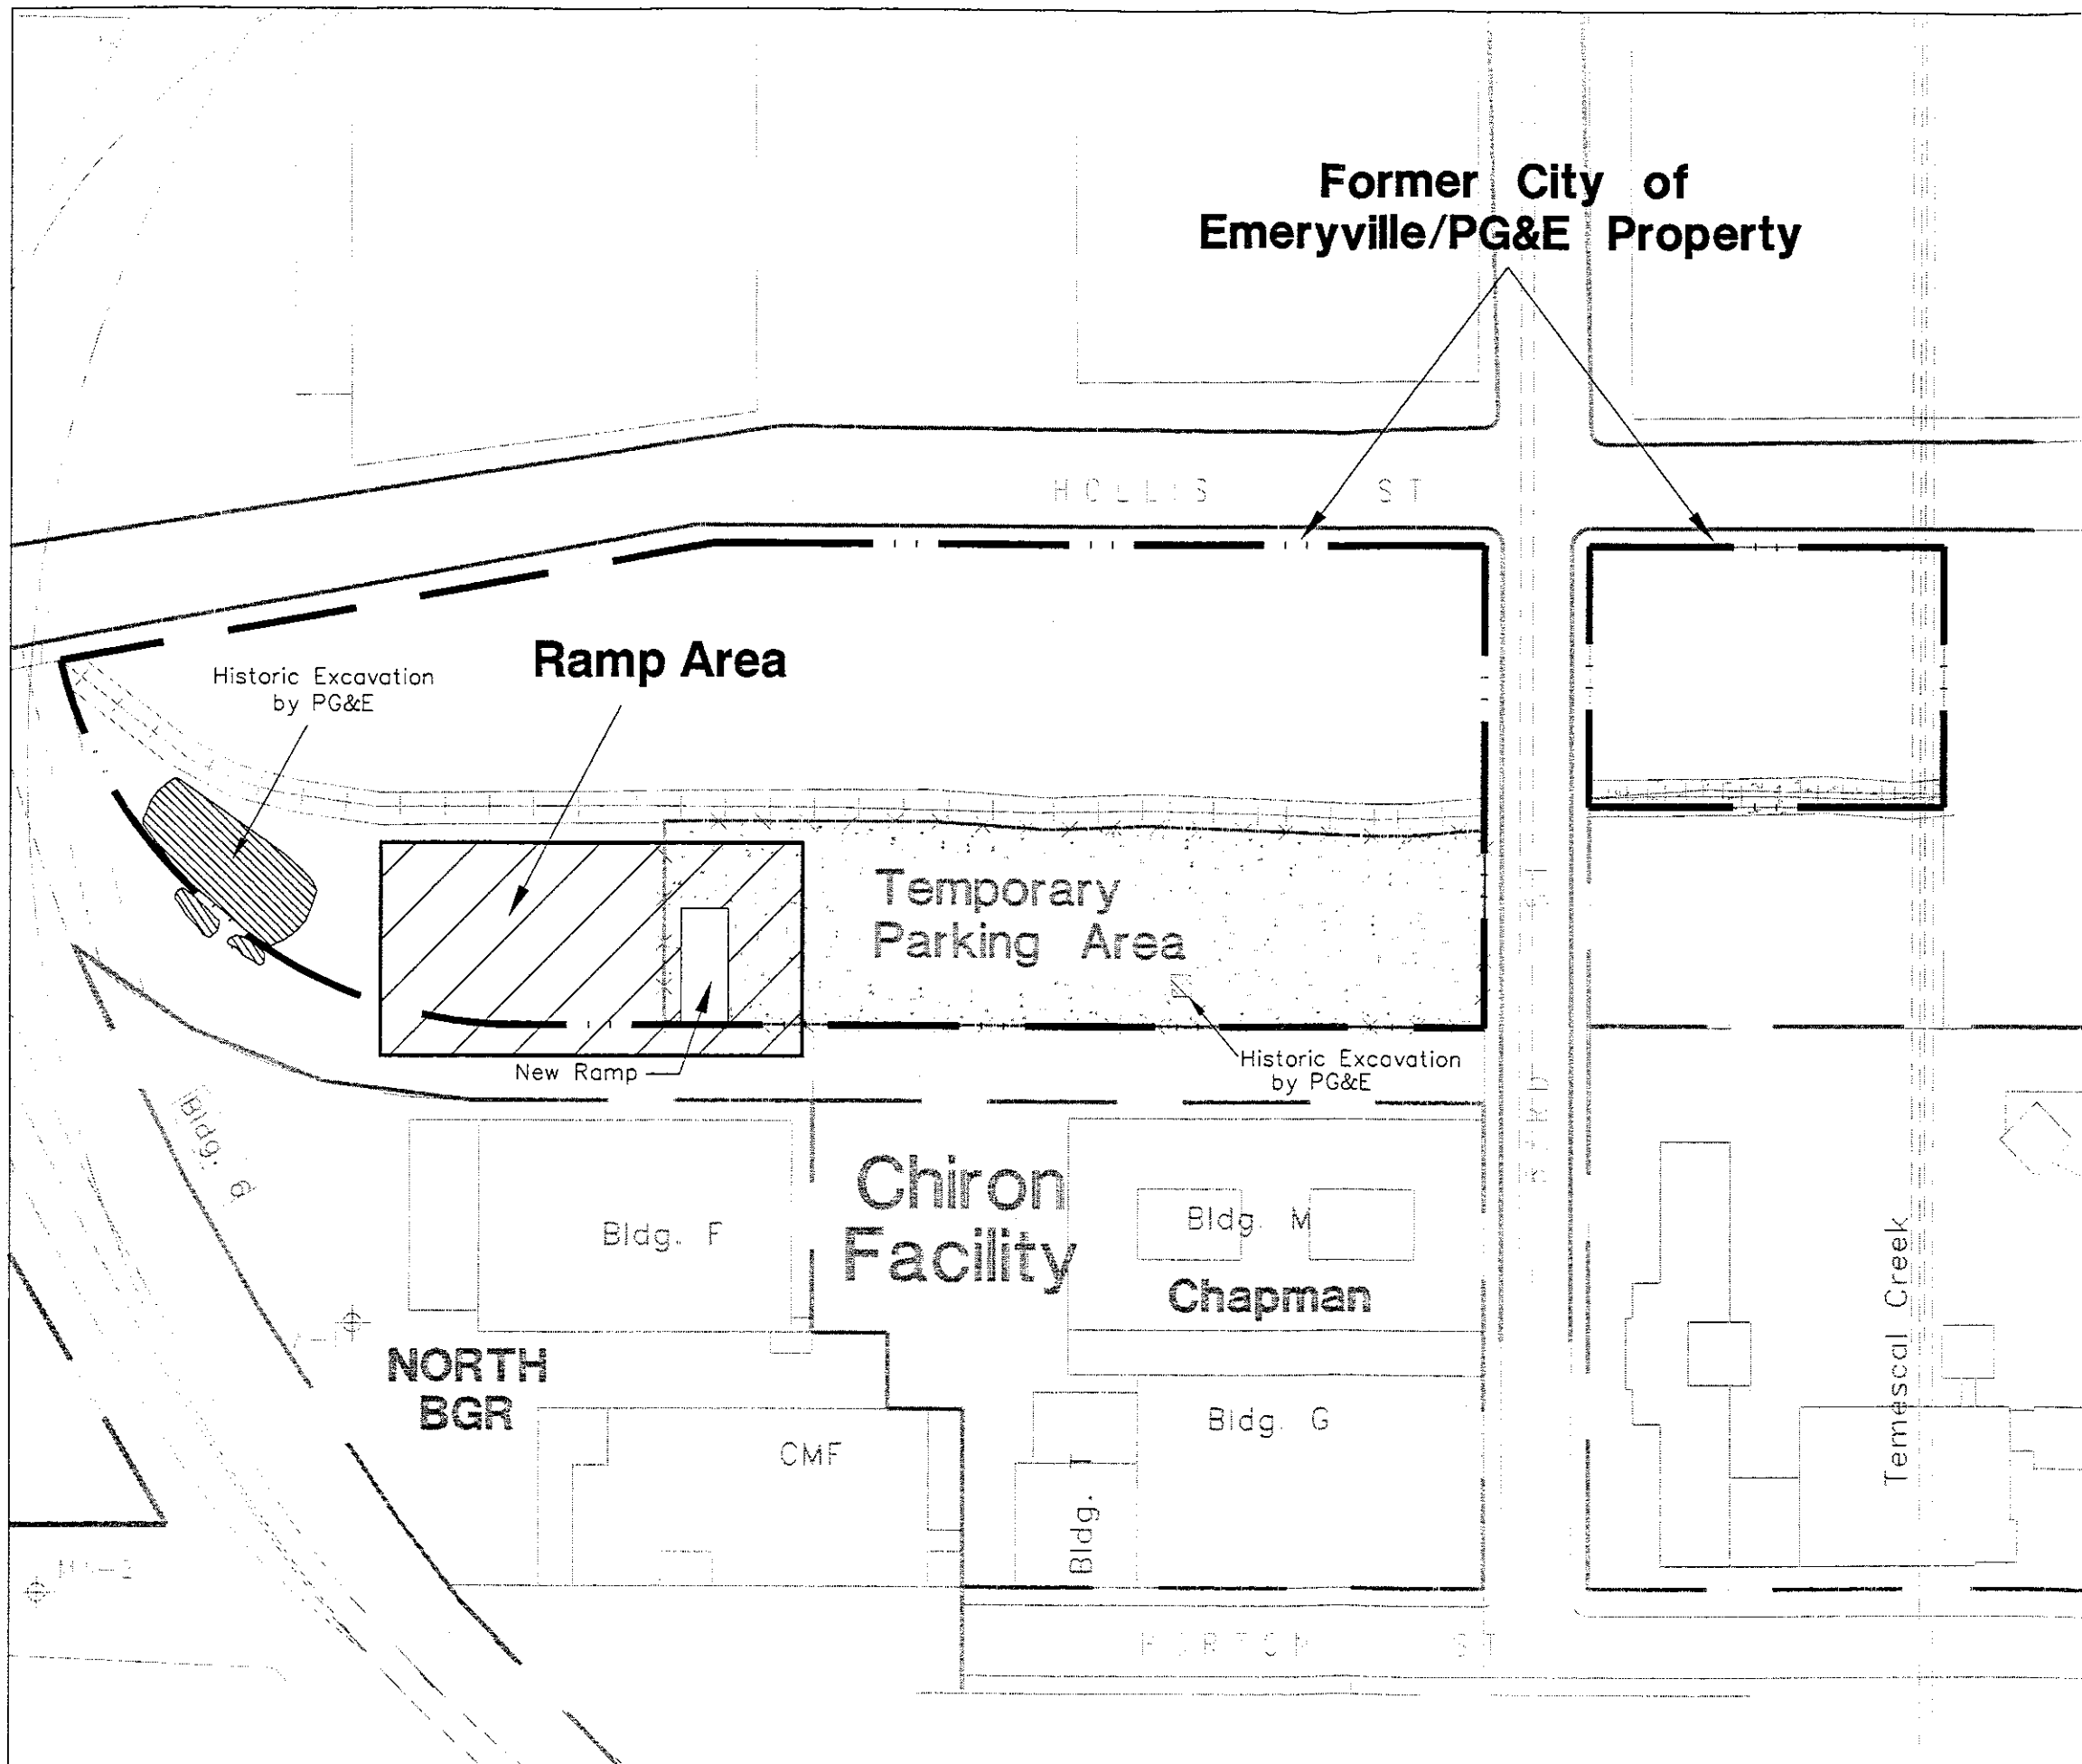 Former City of
Emeryville/PG&E Property
HOLLIS ST
Historic Excavation
by PG&E
Ramp Area
Temporary
Parking Area
New Ramp
Historic Excavation
by PG&E
Bldg. 6
Chiron
Facility
Bldg. F
Bldg. M
Chapman
NORTH
BGR
CMF
Bldg. G
Bldg. I
Temescal Creek
HORTON ST